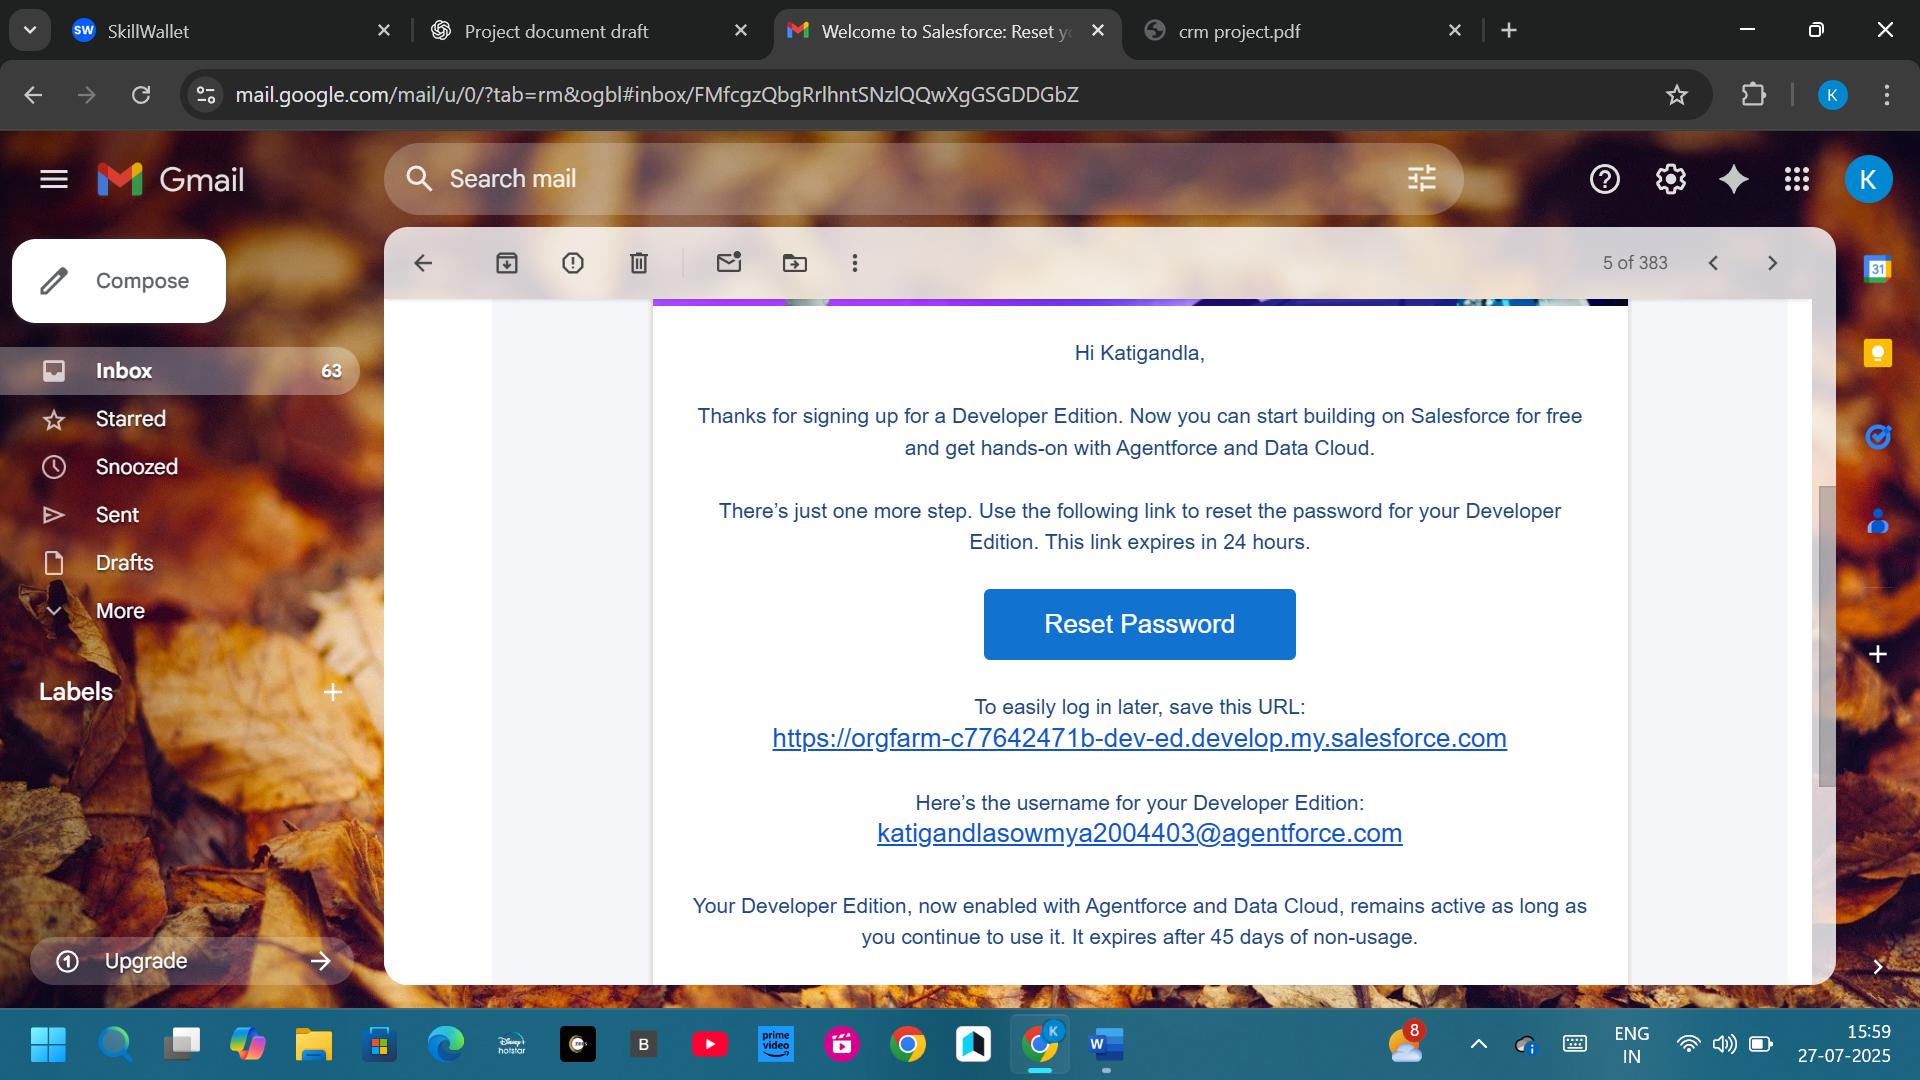 SW SkillWallet
Project document draft
Welcome to Salesforce: Reset y
crm project.pdf
mail.google.com/mail/u/0/?tab=rm&ogbl#inbox/FMfcgzQbgRrlhntSNzlQQwXgGSGDDGbZ
K
Gmail
Search mail
K
Compose
5 of 383
31
Inbox 63
Starred
Snoozed
Sent
Drafts
More
Labels
Upgrade
Hi Katigandla,
Thanks for signing up for a Developer Edition. Now you can start building on Salesforce for free
and get hands-on with Agentforce and Data Cloud.
There’s just one more step. Use the following link to reset the password for your Developer
Edition. This link expires in 24 hours.
Reset Password
To easily log in later, save this URL:
https://orgfarm-c77642471b-dev-ed.develop.my.salesforce.com
Here’s the username for your Developer Edition:
katigandlasowmya2004403@agentforce.com
Your Developer Edition, now enabled with Agentforce and Data Cloud, remains active as long as
you continue to use it. It expires after 45 days of non-usage.
Disney+
hotstar
B
prime
video
K
W
8
ENG
IN
15:59
27-07-2025